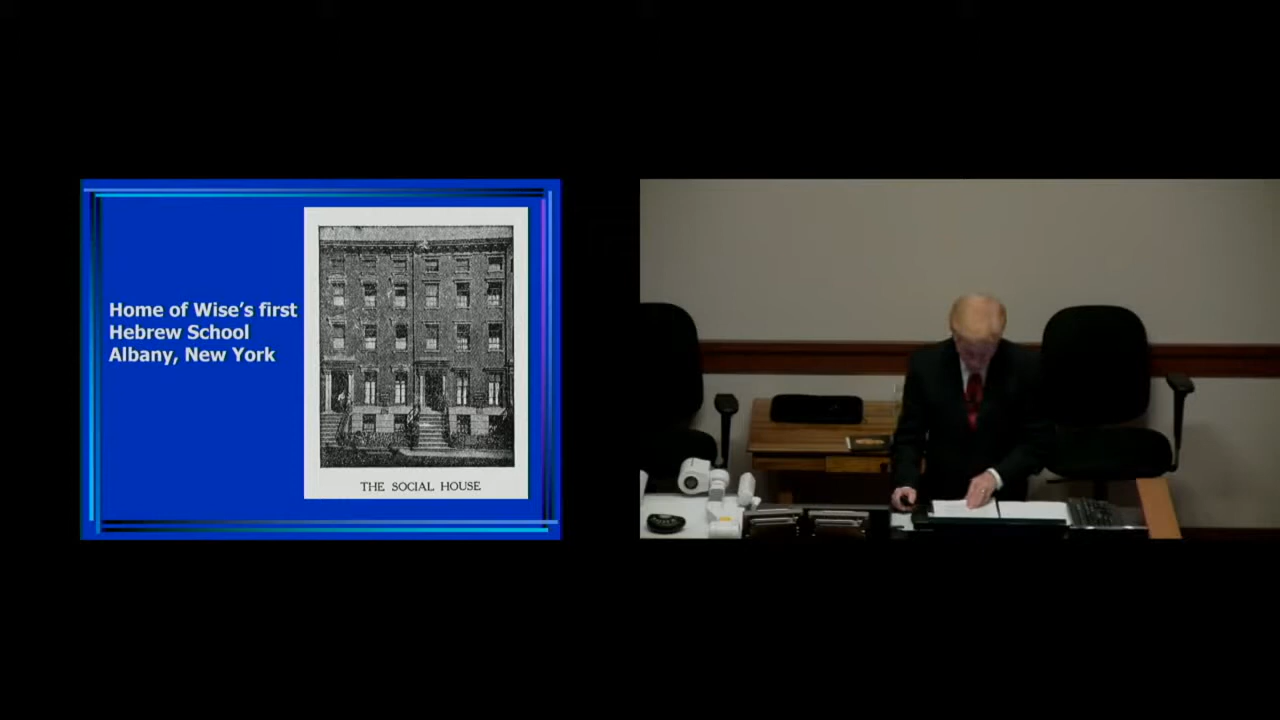 Home of Wise's first
Hebrew School
Albany, New York
THE SOCIAL HOUSE